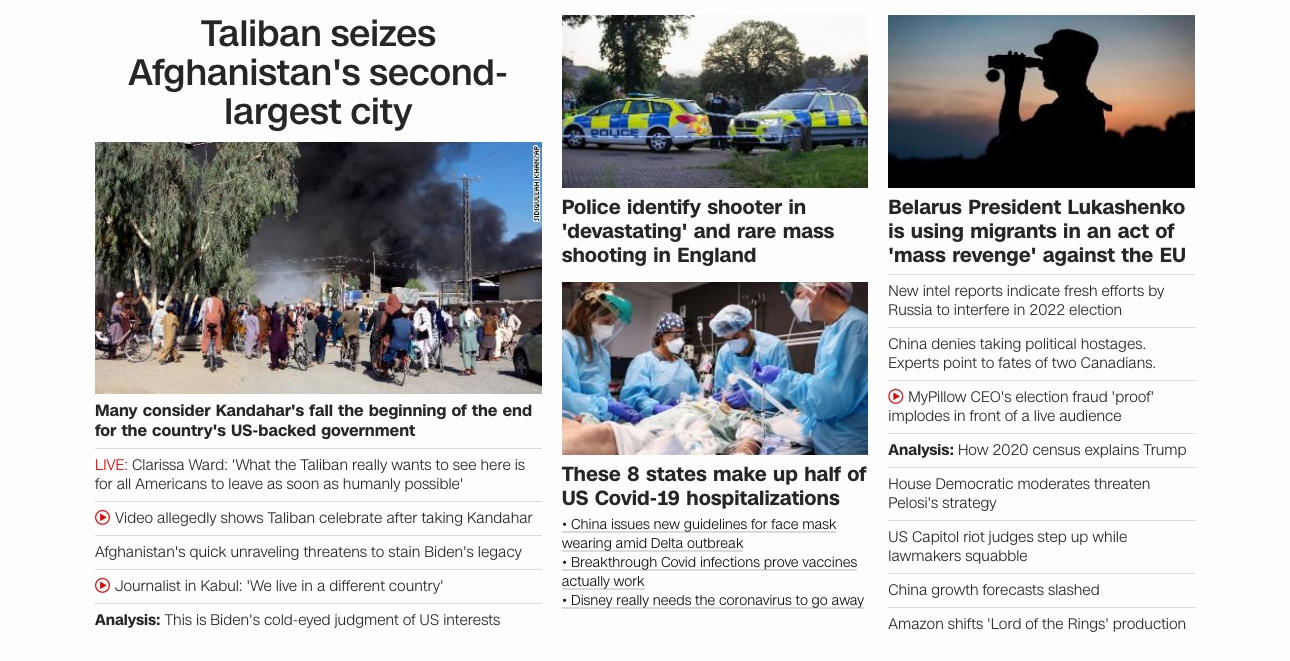 Taliban seizes
Afghanistan's second-
largest city
SIDIQULLAH KHAN/AP
Many consider Kandahar's fall the beginning of the end
for the country's US-backed government
LIVE: Clarissa Ward: 'What the Taliban really wants to see here is
for all Americans to leave as soon as humanly possible'
Video allegedly shows Taliban celebrate after taking Kandahar
Afghanistan's quick unraveling threatens to stain Biden's legacy
Journalist in Kabul: 'We live in a different country'
Analysis: This is Biden's cold-eyed judgment of US interests
POLICE
Police identify shooter in
'devastating' and rare mass
shooting in England
These 8 states make up half of
US Covid-19 hospitalizations
• China issues new guidelines for face mask
wearing amid Delta outbreak
• Breakthrough Covid infections prove vaccines
actually work
• Disney really needs the coronavirus to go away
Belarus President Lukashenko
is using migrants in an act of
'mass revenge' against the EU
New intel reports indicate fresh efforts by
Russia to interfere in 2022 election
China denies taking political hostages.
Experts point to fates of two Canadians.
MyPillow CEO's election fraud 'proof'
implodes in front of a live audience
Analysis: How 2020 census explains Trump
House Democratic moderates threaten
Pelosi's strategy
US Capitol riot judges step up while
lawmakers squabble
China growth forecasts slashed
Amazon shifts 'Lord of the Rings' production